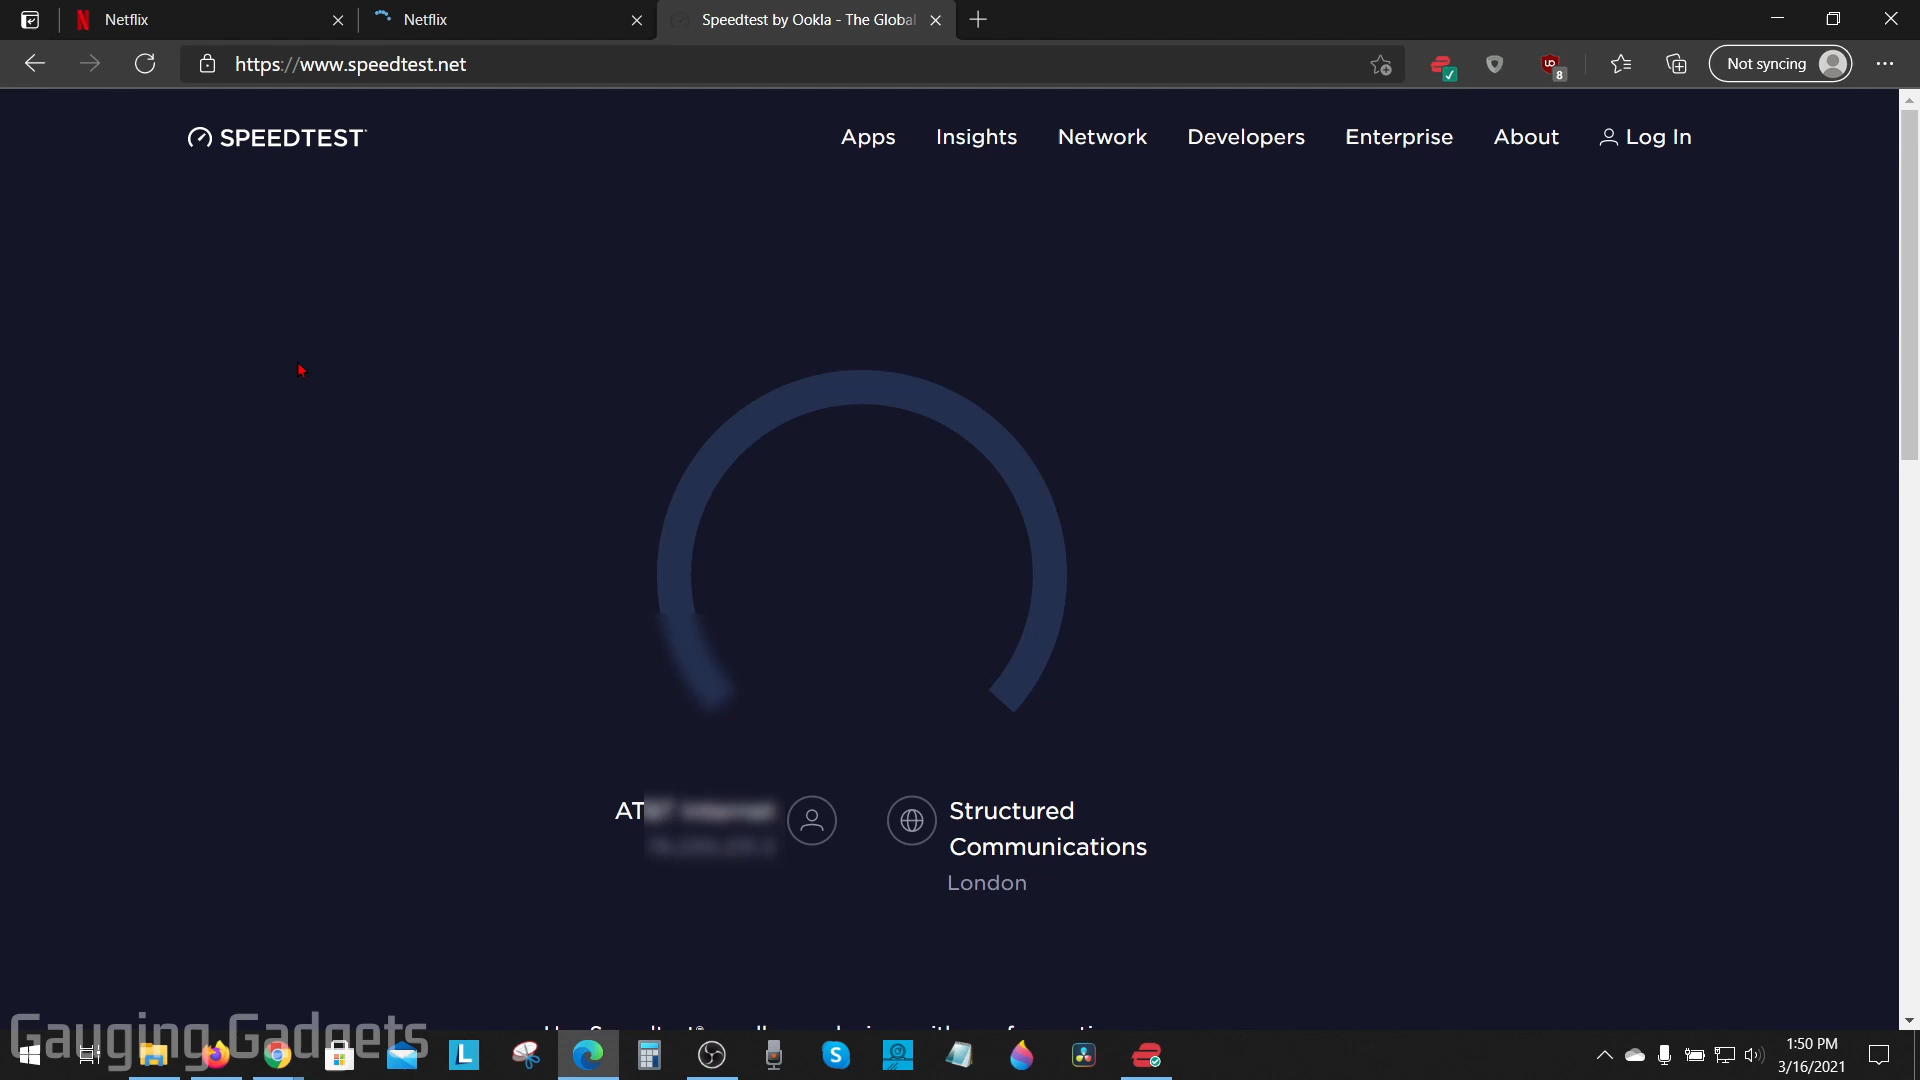 Netflix
Netflix
Speedtest by Ookla - The Global
https://www.speedtest.net
8
Not syncing
SPEEDTEST
Apps
Insights
Network
Developers
Enterprise
About
Log In
Structured
Communications
London
Gauging Gadgets
L
1:50 PM
3/16/2021